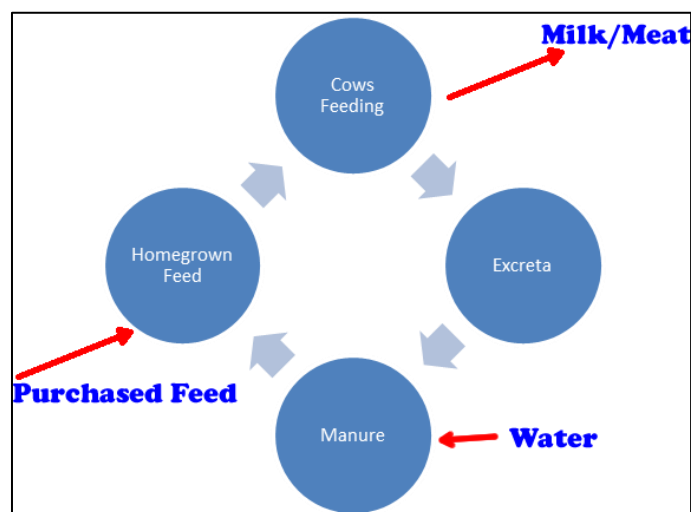 Milk/Meat
Cows
Feeding
Homegrown
Feed
Excreta
Purchased Feed
Manure
Water